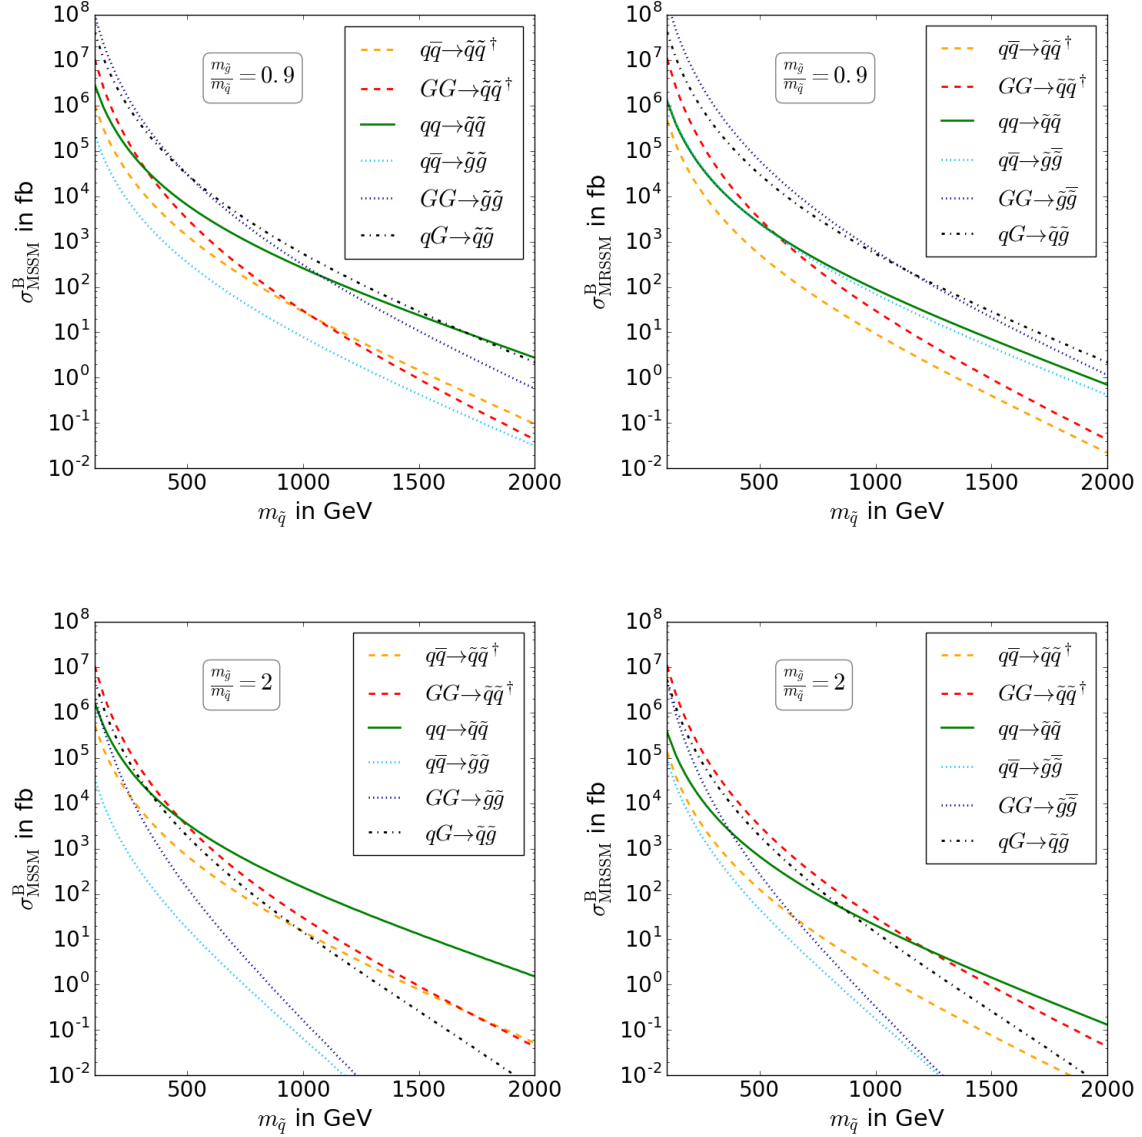 σ^B_MSSM in fb
10^8
10^7
10^6
10^5
10^4
10^3
10^2
10^1
10^0
10^-1
10^-2
m_g̃/m_q̃ = 0.9
qq̅→q̃q̃†
GG→q̃q̃†
qq→q̃q̃
qq̅→g̃g̃
GG→g̃g̃
qG→q̃g̃
500 1000 1500 2000
m_q̃ in GeV
σ^B_MRSSM in fb
10^8
10^7
10^6
10^5
10^4
10^3
10^2
10^1
10^0
10^-1
10^-2
m_g̃/m_q̃ = 0.9
qq̅→q̃q̃†
GG→q̃q̃†
qq→q̃q̃
qq̅→g̃g̃̅
GG→g̃g̃̅
qG→q̃g̃
500 1000 1500 2000
m_q̃ in GeV
σ^B_MSSM in fb
10^8
10^7
10^6
10^5
10^4
10^3
10^2
10^1
10^0
10^-1
10^-2
m_g̃/m_q̃ = 2
qq̅→q̃q̃†
GG→q̃q̃†
qq→q̃q̃
qq̅→g̃g̃
GG→g̃g̃
qG→q̃g̃
500 1000 1500 2000
m_q̃ in GeV
σ^B_MRSSM in fb
10^8
10^7
10^6
10^5
10^4
10^3
10^2
10^1
10^0
10^-1
10^-2
m_g̃/m_q̃ = 2
qq̅→q̃q̃†
GG→q̃q̃†
qq→q̃q̃
qq̅→g̃g̃̅
GG→g̃g̃̅
qG→q̃g̃
500 1000 1500 2000
m_q̃ in GeV